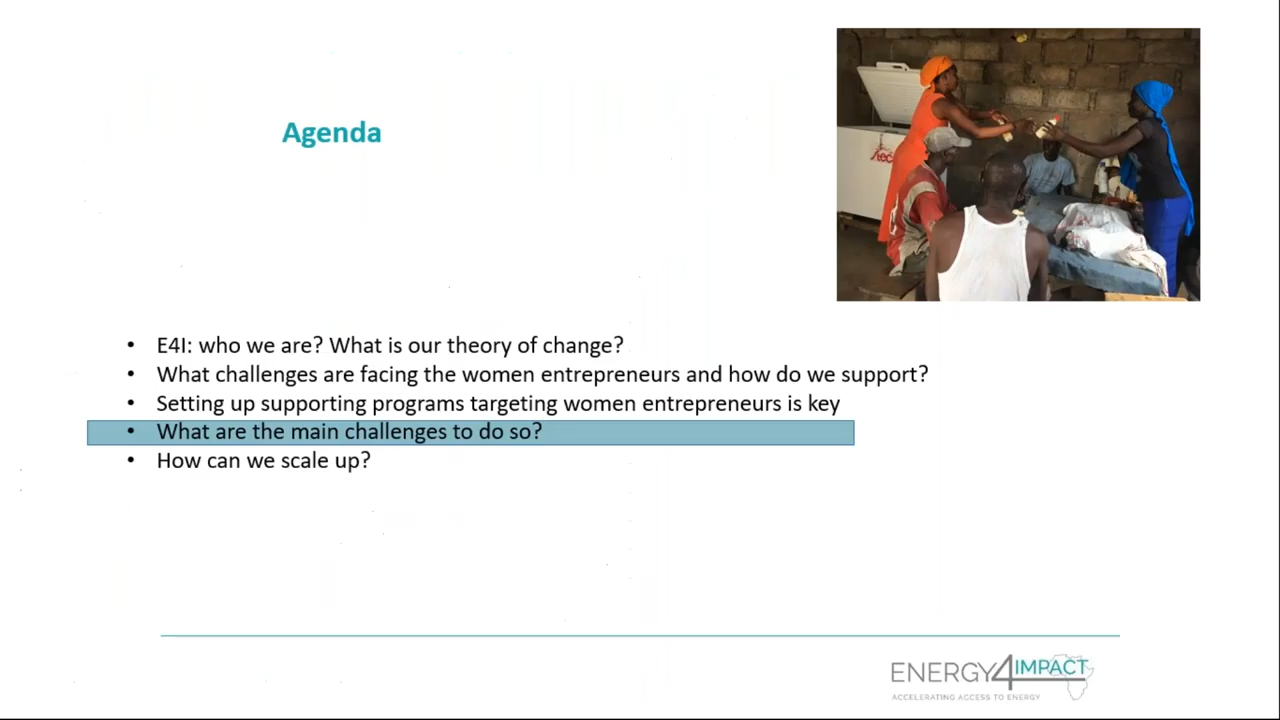 Agenda
• E4I: who we are? What is our theory of change?
• What challenges are facing the women entrepreneurs and how do we support?
• Setting up supporting programs targeting women entrepreneurs is key
• What are the main challenges to do so?
• How can we scale up?
ENERGY4IMPACT
ACCELERATING ACCESS TO ENERGY